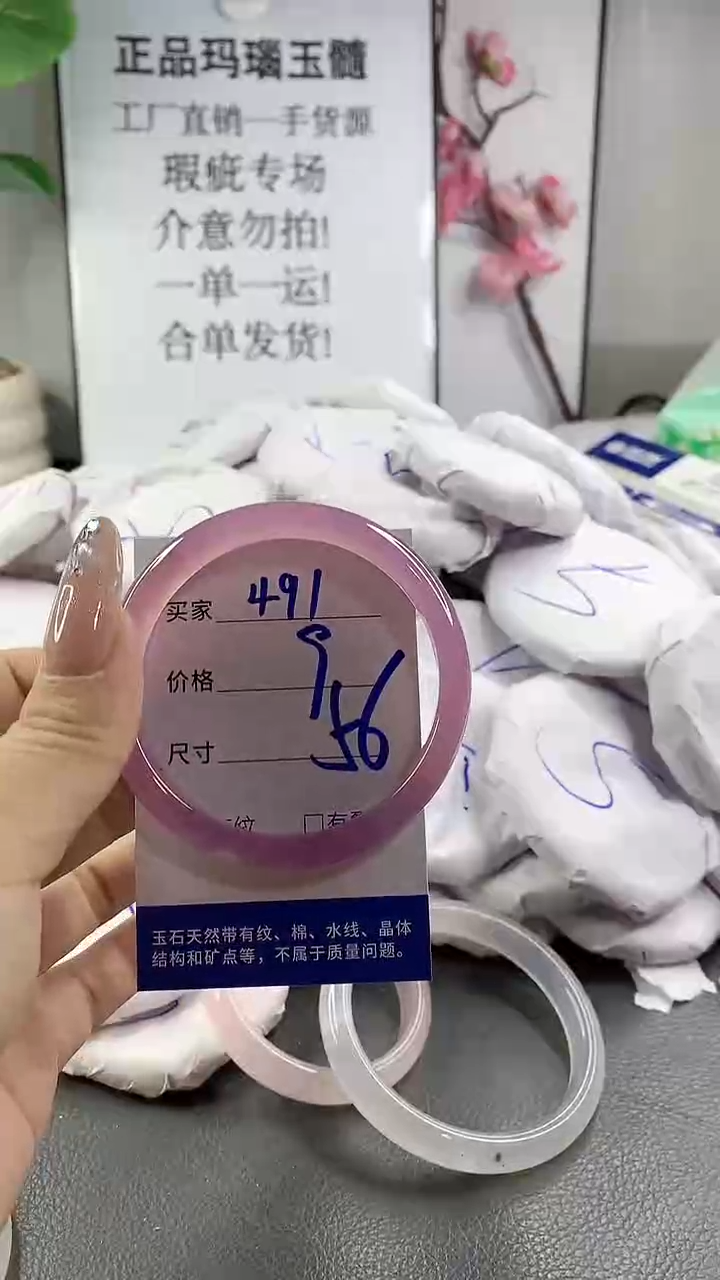 正品玛瑙玉髓
工厂直销一手货源
瑕疵专场
介意勿拍!
一单一运!
合单发货!
买家 491
价格 9
尺寸 56
纹 □有
玉石天然带有纹、棉、水线、晶体
结构和矿点等，不属于质量问题。